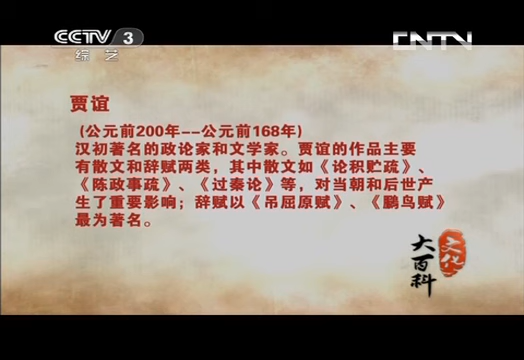 CCTV 3
综艺
CNTV
贾谊
(公元前200年--公元前168年)
汉初著名的政论家和文学家。贾谊的作品主要
有散文和辞赋两类，其中散文如《论积贮疏》、
《陈政事疏》、《过秦论》等，对当朝和后世产
生了重要影响；辞赋以《吊屈原赋》、《鵩鸟赋》
最为著名。
文化
大百科